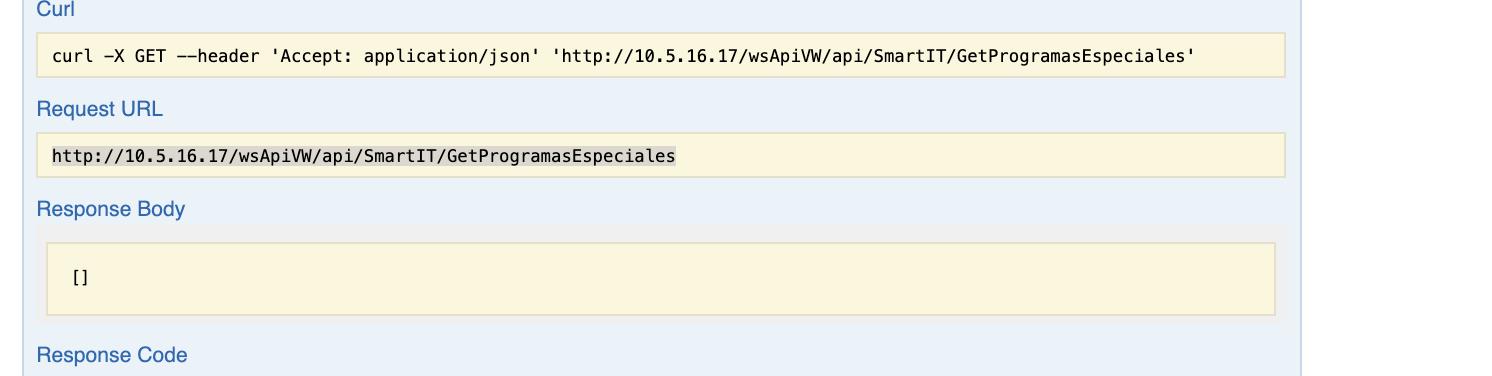 Curl
curl -X GET --header 'Accept: application/json' 'http://10.5.16.17/wsApiVW/api/SmartIT/GetProgramasEspeciales'
Request URL
http://10.5.16.17/wsApiVW/api/SmartIT/GetProgramasEspeciales
Response Body
[]
Response Code